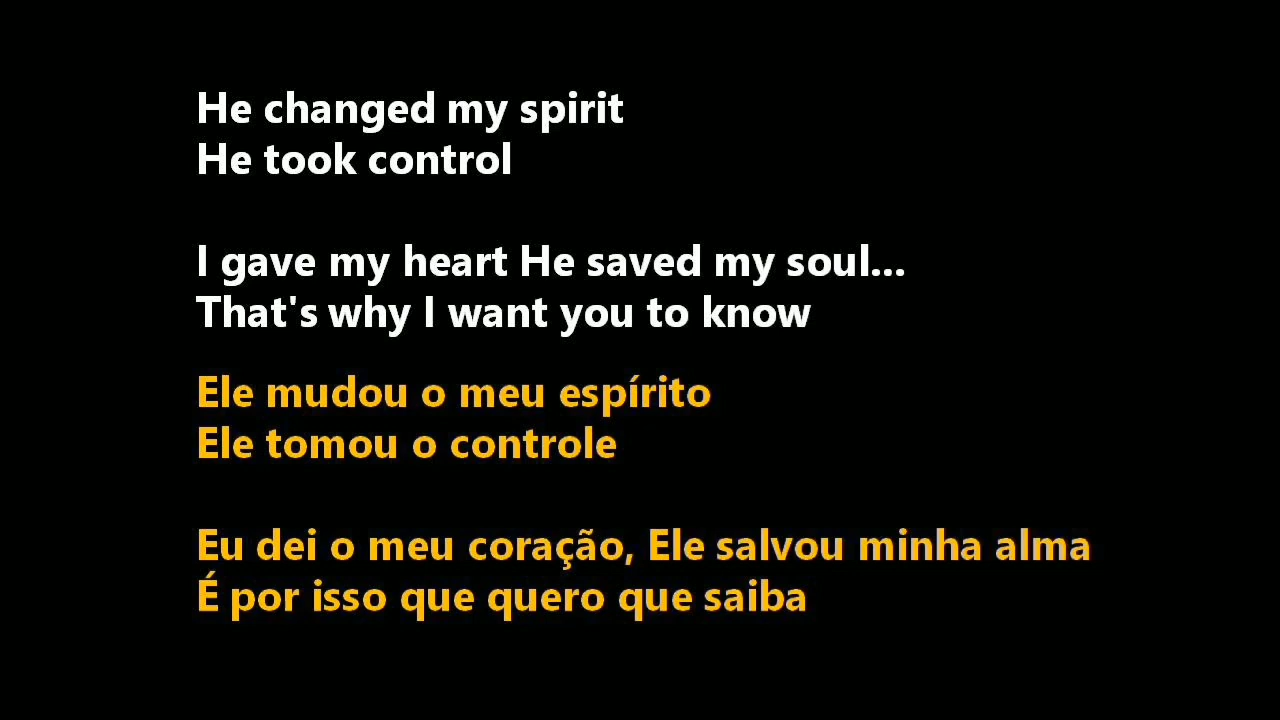 He changed my spirit
He took control
I gave my heart He saved my soul...
That's why I want you to know
Ele mudou o meu espírito
Ele tomou o controle
Eu dei o meu coração, Ele salvou minha alma
É por isso que quero que saiba